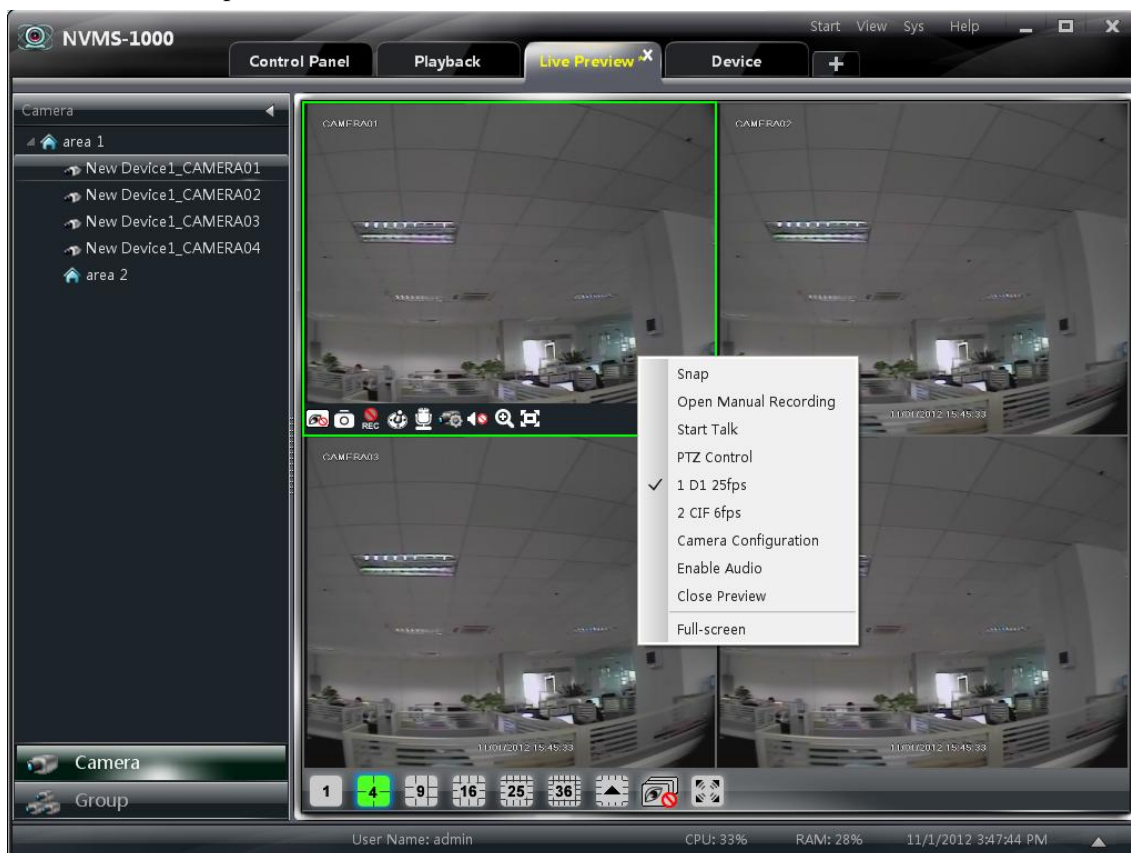 NVMS-1000
Start View Sys Help
Control Panel
Playback
Live Preview
X
Device
+
Camera
area 1
New Device1_CAMERA01
New Device1_CAMERA02
New Device1_CAMERA03
New Device1_CAMERA04
area 2
CAMERA01
CAMERA02
REC
11/01/2012 15:45:33
CAMERA03
Snap
Open Manual Recording
Start Talk
PTZ Control
1 D1 25fps
2 CIF 6fps
Camera Configuration
Enable Audio
Close Preview
Full-screen
11/01/2012 15:45:33
11/01/2012 15:45:33
Camera
Group
1 4 9 16 25 36
User Name: admin
CPU: 33%
RAM: 28%
11/1/2012 3:47:44 PM